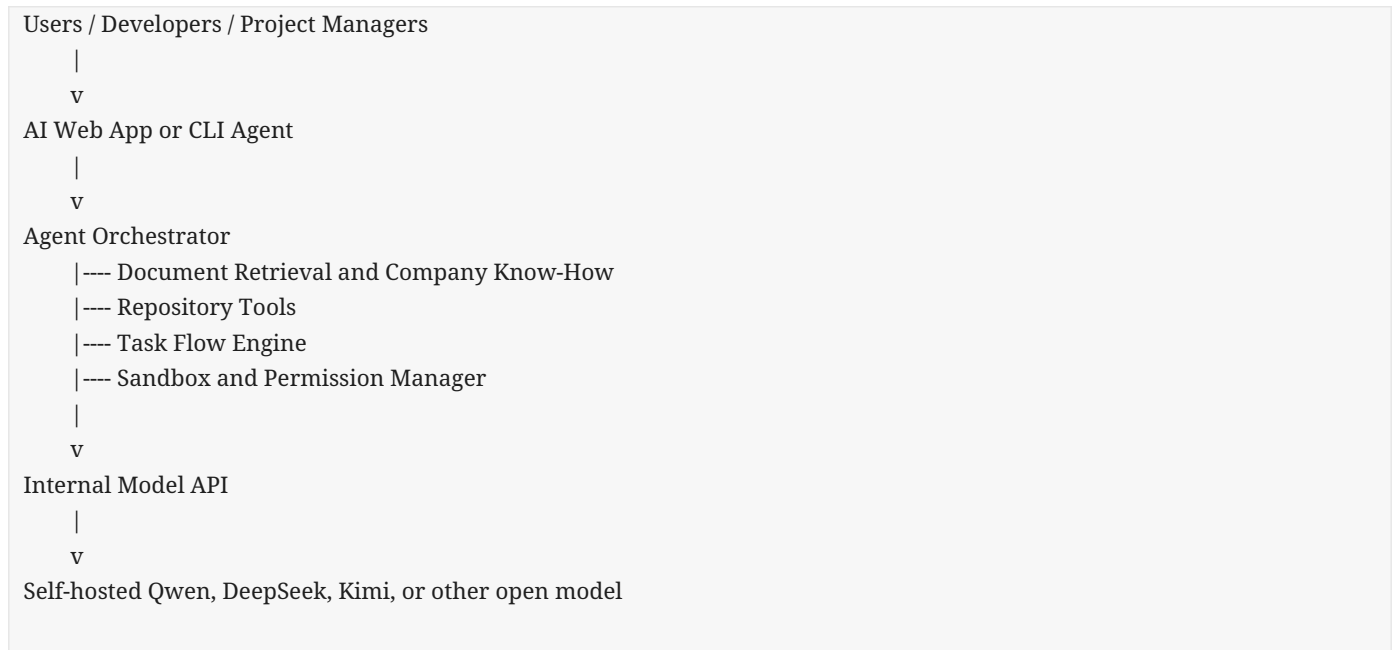 Users / Developers / Project Managers
|
v
AI Web App or CLI Agent
|
v
Agent Orchestrator
|---- Document Retrieval and Company Know-How
|---- Repository Tools
|---- Task Flow Engine
|---- Sandbox and Permission Manager
|
v
Internal Model API
|
v
Self-hosted Qwen, DeepSeek, Kimi, or other open model